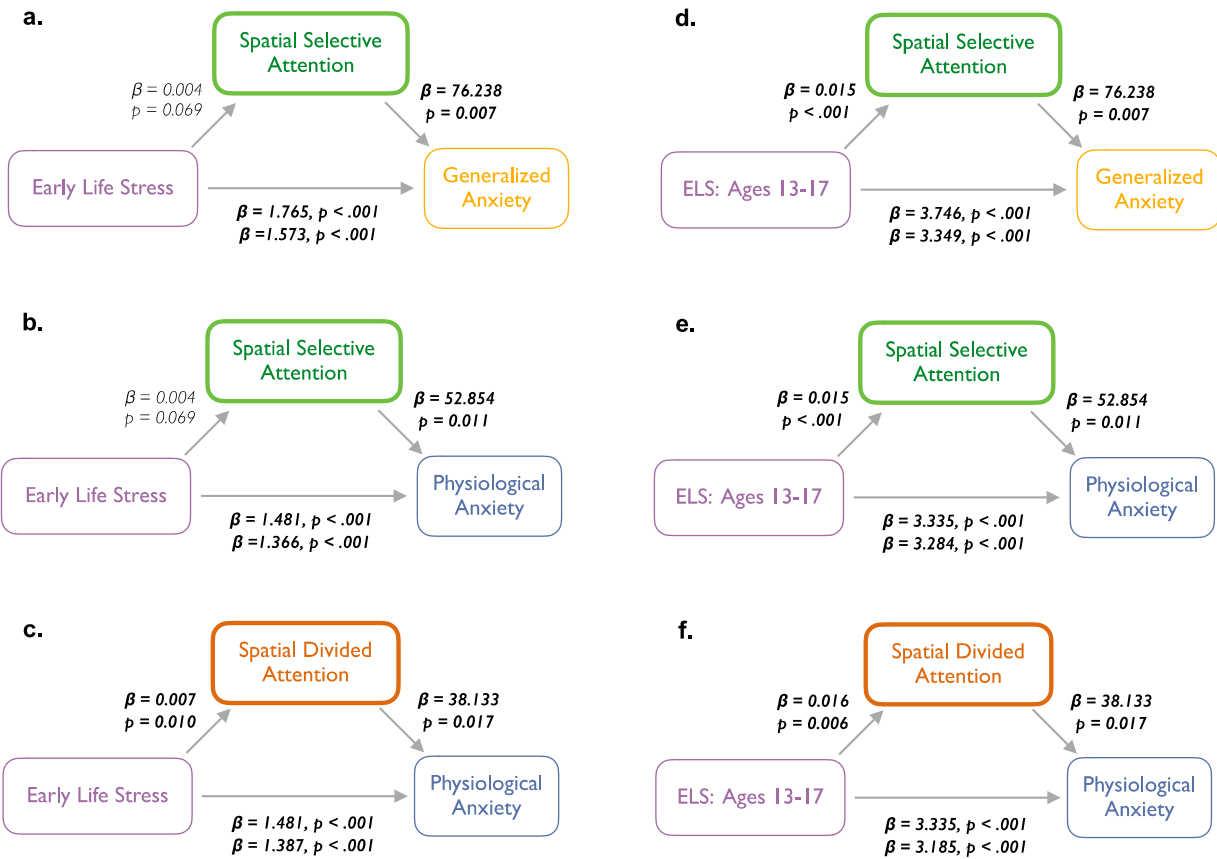 a.
Spatial Selective
Attention
β = 0.004
p = 0.069
β = 76.238
p = 0.007
Early Life Stress
Generalized
Anxiety
β = 1.765, p < .001
β =1.573, p < .001
b.
Spatial Selective
Attention
β = 0.004
p = 0.069
β = 52.854
p = 0.011
Early Life Stress
Physiological
Anxiety
β = 1.481, p < .001
β =1.366, p < .001
c.
Spatial Divided
Attention
β = 0.007
p = 0.010
β = 38.133
p = 0.017
Early Life Stress
Physiological
Anxiety
β = 1.481, p < .001
β = 1.387, p < .001
d.
Spatial Selective
Attention
β = 0.015
p < .001
β = 76.238
p = 0.007
ELS: Ages 13-17
Generalized
Anxiety
β = 3.746, p < .001
β = 3.349, p < .001
e.
Spatial Selective
Attention
β = 0.015
p < .001
β = 52.854
p = 0.011
ELS: Ages 13-17
Physiological
Anxiety
β = 3.335, p < .001
β = 3.284, p < .001
f.
Spatial Divided
Attention
β = 0.016
p = 0.006
β = 38.133
p = 0.017
ELS: Ages 13-17
Physiological
Anxiety
β = 3.335, p < .001
β = 3.185, p < .001